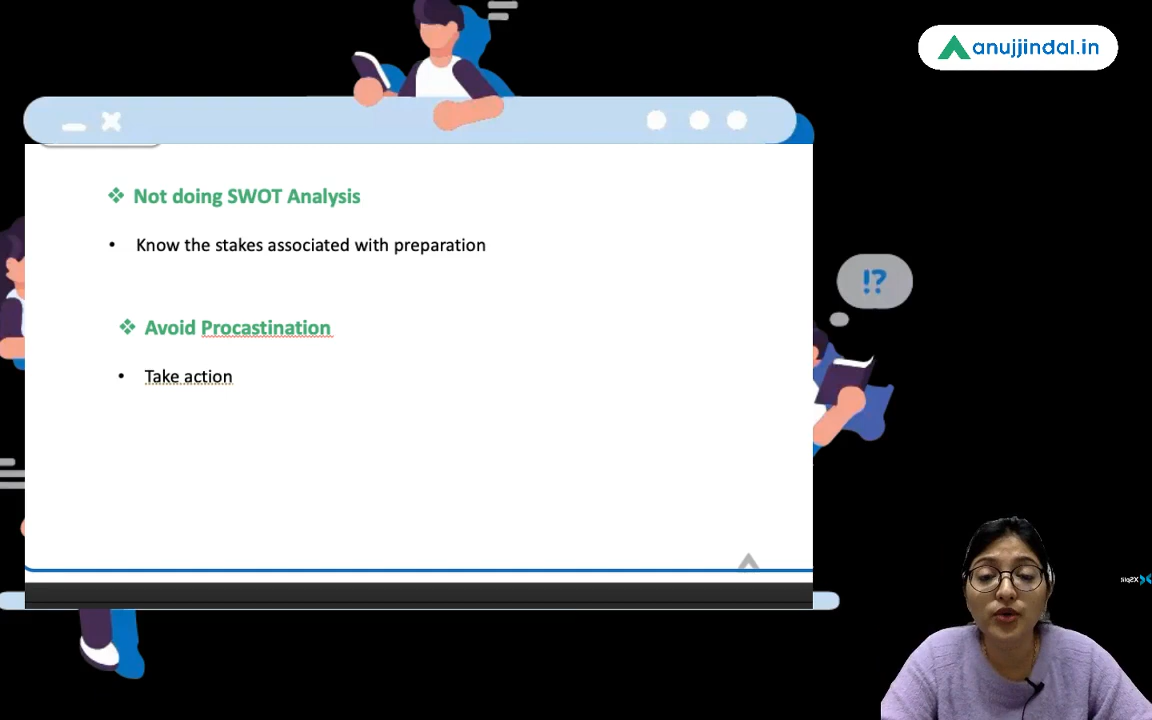 anujjindal.in
❖ Not doing SWOT Analysis
• Know the stakes associated with preparation
!?
❖ Avoid Procastination
• Take action